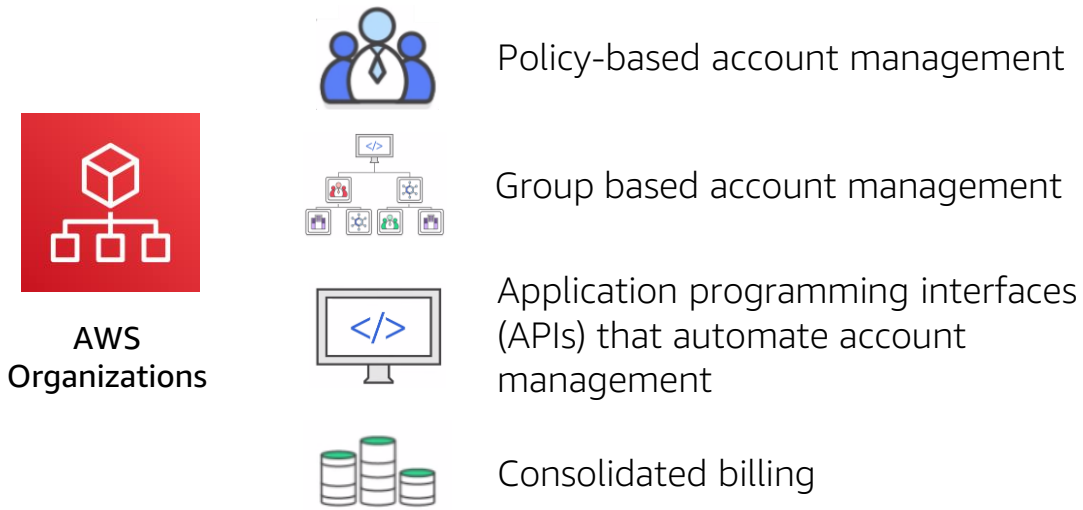 Policy-based account management
</>
Group based account management
AWS
Organizations
</>
Application programming interfaces
(APIs) that automate account
management
Consolidated billing